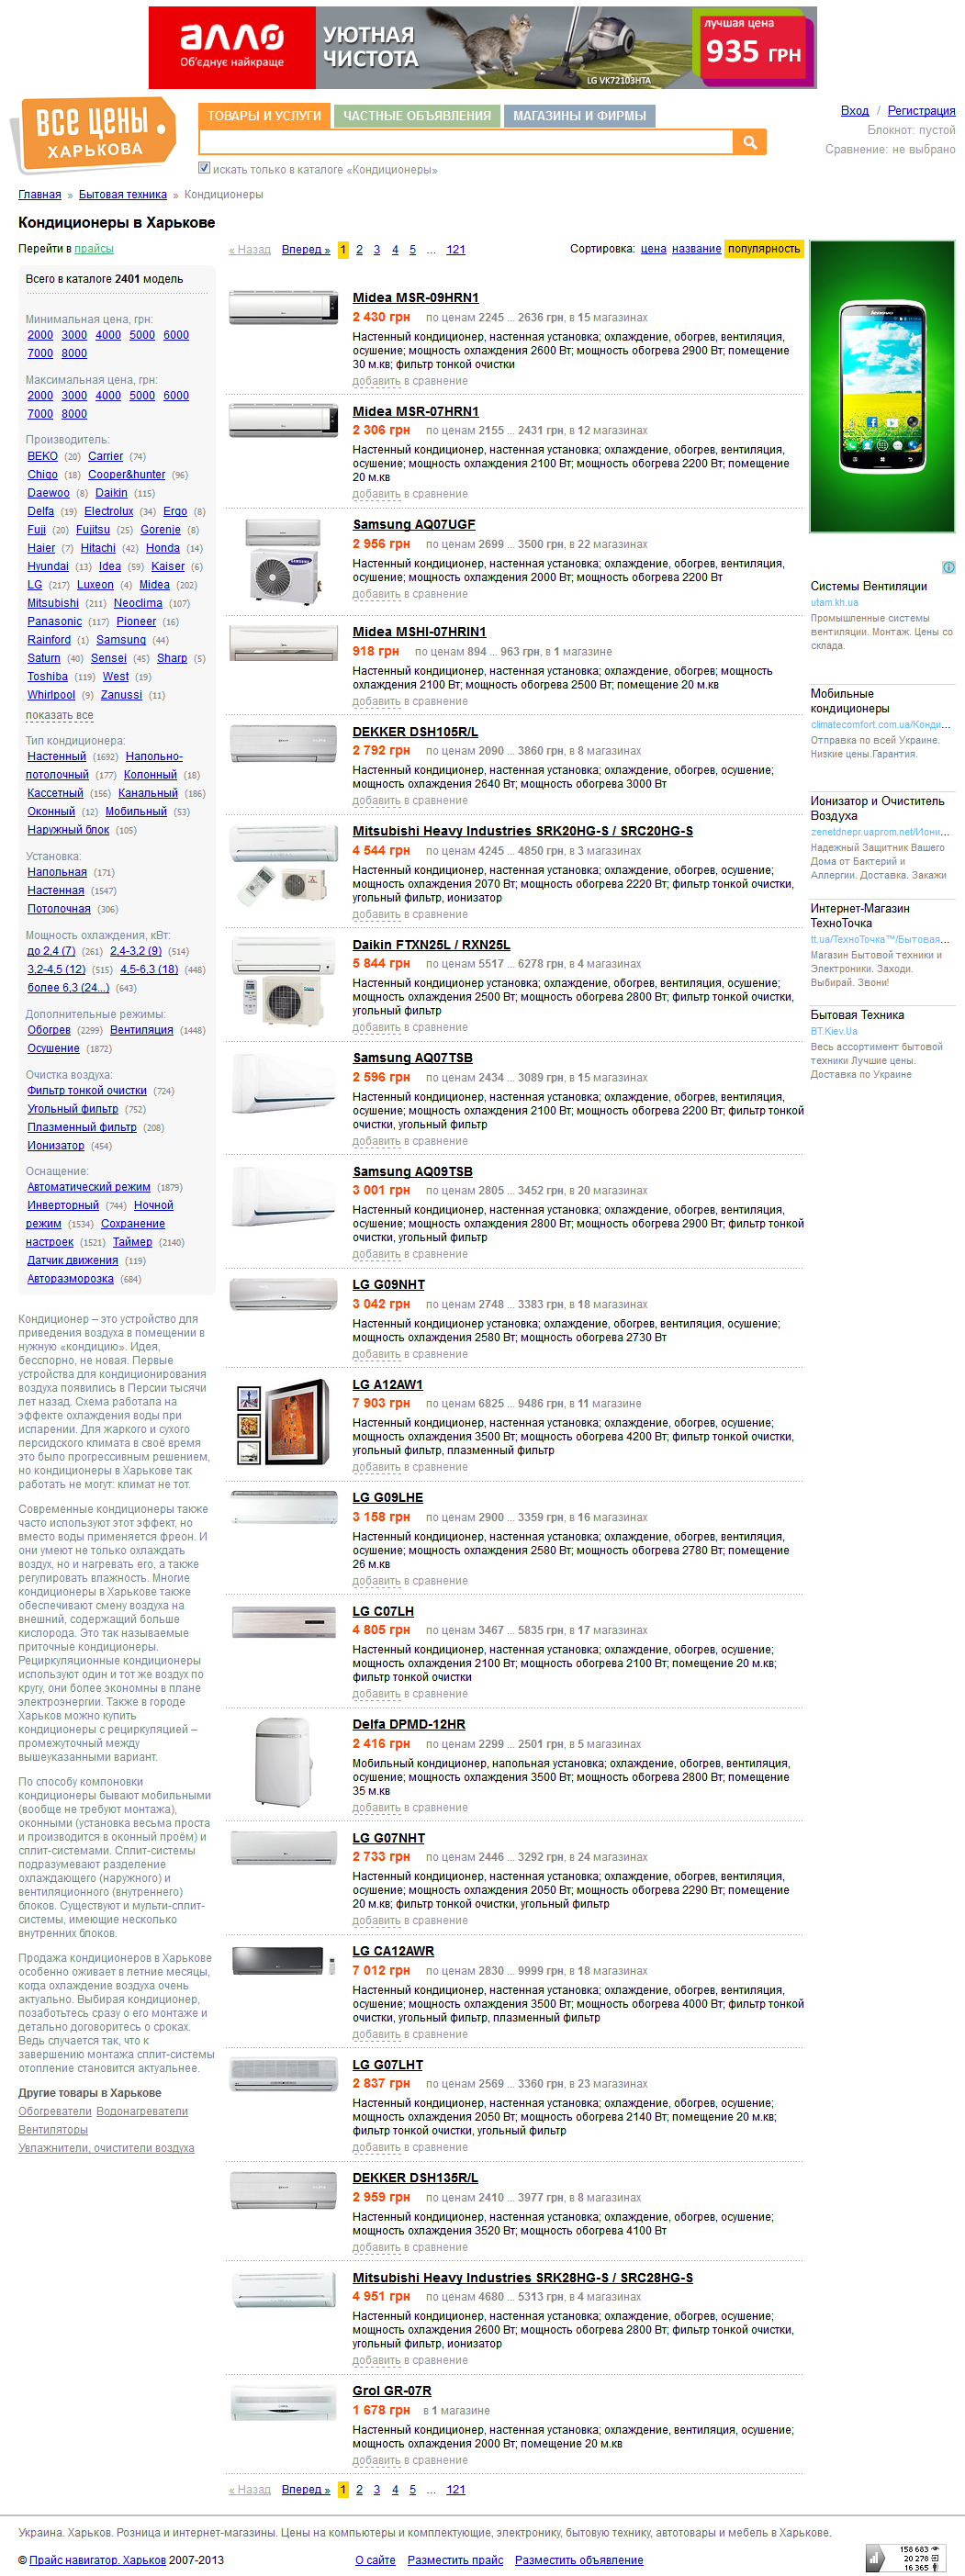 алло
Об'єднуй найкраще
УЮТНАЯ
ЧИСТОТА
LG VK72103HTA
лучшая цена
935 ГРН
ВСЕ ЦЕНЫ
ХАРЬКОВА
ТОВАРЫ И УСЛУГИ ЧАСТНЫЕ ОБЪЯВЛЕНИЯ МАГАЗИНЫ И ФИРМЫ
искать только в каталоге «Кондиционеры»
Вход / Регистрация
Блокнот: пустой
Сравнение: не выбрано
Главная » Бытовая техника » Кондиционеры
Кондиционеры в Харькове
Перейти в прайсы
Всего в каталоге 2401 модель
Минимальная цена, грн:
2000 3000 4000 5000 6000
7000 8000
Максимальная цена, грн:
2000 3000 4000 5000 6000
7000 8000
Производитель:
BEKO (20) Carrier (74)
Chigo (18) Cooper&hunter (96)
Daewoo (8) Daikin (115)
Delfa (19) Electrolux (34) Ergo (8)
Fuji (20) Fujitsu (25) Gorenje (8)
Haier (7) Hitachi (42) Honda (14)
Hyundai (13) Idea (59) Kaiser (6)
LG (217) Luxeon (4) Midea (202)
Mitsubishi (211) Neoclima (107)
Panasonic (117) Pioneer (16)
Rainford (1) Samsung (44)
Saturn (40) Sensei (45) Sharp (5)
Toshiba (119) West (19)
Whirlpool (9) Zanussi (11)
показать все
Тип кондиционера:
Настенный (1692) Напольно-
потолочный (177) Колонный (18)
Кассетный (156) Канальный (186)
Оконный (12) Мобильный (53)
Наружный блок (105)
Установка:
Напольная (171)
Настенная (1547)
Потолочная (306)
Мощность охлаждения, кВт:
до 2,4 (7) (261) 2,4-3,2 (9) (514)
3,2-4,5 (12) (515) 4,5-6,3 (18) (448)
более 6,3 (24...) (643)
Дополнительные режимы:
Обогрев (2299) Вентиляция (1448)
Осушение (1872)
Очистка воздуха:
Фильтр тонкой очистки (724)
Угольный фильтр (752)
Плазменный фильтр (208)
Ионизатор (454)
Оснащение:
Автоматический режим (1879)
Инверторный (744) Ночной
режим (1534) Сохранение
настроек (1521) Таймер (2140)
Датчик движения (119)
Авторазморозка (684)
Кондиционер – это устройство для
приведения воздуха в помещении в
нужную «кондицию». Идея,
бесспорно, не новая. Первые
устройства для кондиционирования
воздуха появились в Персии тысячи
лет назад. Схема работала на
эффекте охлаждения воды при
испарении. Для жаркого и сухого
персидского климата в своё время
это было прогрессивным решением,
но кондиционеры в Харькове так
работать не могут: климат не тот.
Современные кондиционеры также
часто используют этот эффект, но
вместо воды применяется фреон. И
они умеют не только охлаждать
воздух, но и нагревать его, а также
регулировать влажность. Многие
кондиционеры в Харькове также
обеспечивают смену воздуха на
внешний, содержащий больше
кислорода. Это так называемые
приточные кондиционеры.
Рециркуляционные кондиционеры
используют один и тот же воздух по
кругу, они более экономны в плане
электроэнергии. Также в городе
Харьков можно купить
кондиционеры с рециркуляцией –
промежуточный между
вышеуказанными вариант.
По способу компоновки
кондиционеры бывают мобильными
(вообще не требуют монтажа),
оконными (установка весьма проста
и производится в оконный проём) и
сплит-системами. Сплит-системы
подразумевают разделение
охлаждающего (наружного) и
вентиляционного (внутреннего)
блоков. Существуют и мульти-сплит-
системы, имеющие несколько
внутренних блоков.
Продажа кондиционеров в Харькове
особенно оживает в летние месяцы,
когда охлаждение воздуха очень
актуально. Выбирая кондиционер,
позаботьтесь сразу о его монтаже и
детально договоритесь о сроках.
Ведь случается так, что к
завершению монтажа сплит-системы
отопление становится актуальнее.
Другие товары в Харькове
Обогреватели Водонагреватели
Вентиляторы
Увлажнители, очистители воздуха
« Назад Вперед » 1 2 3 4 5 ... 121
Сортировка: цена название популярность
Midea MSR-09HRN1
2 430 грн по ценам 2245 ... 2636 грн, в 15 магазинах
Настенный кондиционер, настенная установка; охлаждение, обогрев, вентиляция,
осушение; мощность охлаждения 2600 Вт; мощность обогрева 2900 Вт; помещение
30 м.кв; фильтр тонкой очистки
добавить в сравнение
Midea MSR-07HRN1
2 306 грн по ценам 2155 ... 2431 грн, в 12 магазинах
Настенный кондиционер, настенная установка; охлаждение, обогрев, вентиляция,
осушение; мощность охлаждения 2100 Вт; мощность обогрева 2200 Вт; помещение
20 м.кв
добавить в сравнение
Samsung AQ07UGF
2 956 грн по ценам 2699 ... 3500 грн, в 22 магазинах
Настенный кондиционер, настенная установка; охлаждение, обогрев, вентиляция,
осушение; мощность охлаждения 2000 Вт; мощность обогрева 2200 Вт
добавить в сравнение
Midea MSHI-07HRIN1
918 грн по ценам 894 ... 963 грн, в 1 магазине
Настенный кондиционер, настенная установка; охлаждение, обогрев; мощность
охлаждения 2100 Вт; мощность обогрева 2500 Вт; помещение 20 м.кв
добавить в сравнение
DEKKER DSH105R/L
2 792 грн по ценам 2090 ... 3860 грн, в 8 магазинах
Настенный кондиционер, настенная установка; охлаждение, обогрев, осушение;
мощность охлаждения 2640 Вт; мощность обогрева 3000 Вт
добавить в сравнение
Mitsubishi Heavy Industries SRK20HG-S / SRC20HG-S
4 544 грн по ценам 4245 ... 4850 грн, в 3 магазинах
Настенный кондиционер, настенная установка; охлаждение, обогрев, осушение;
мощность охлаждения 2070 Вт; мощность обогрева 2220 Вт; фильтр тонкой очистки,
угольный фильтр, ионизатор
добавить в сравнение
Daikin FTXN25L / RXN25L
5 844 грн по ценам 5517 ... 6278 грн, в 4 магазинах
Настенный кондиционер установка; охлаждение, обогрев, вентиляция, осушение;
мощность охлаждения 2500 Вт; мощность обогрева 2800 Вт; фильтр тонкой очистки,
угольный фильтр
добавить в сравнение
Samsung AQ07TSB
2 596 грн по ценам 2434 ... 3089 грн, в 15 магазинах
Настенный кондиционер, настенная установка; охлаждение, обогрев, вентиляция,
осушение; мощность охлаждения 2100 Вт; мощность обогрева 2200 Вт; фильтр тонкой
очистки, угольный фильтр
добавить в сравнение
Samsung AQ09TSB
3 001 грн по ценам 2805 ... 3452 грн, в 20 магазинах
Настенный кондиционер, настенная установка; охлаждение, обогрев, вентиляция,
осушение; мощность охлаждения 2800 Вт; мощность обогрева 2900 Вт; фильтр тонкой
очистки, угольный фильтр
добавить в сравнение
LG G09NHT
3 042 грн по ценам 2748 ... 3383 грн, в 18 магазинах
Настенный кондиционер установка; охлаждение, обогрев, вентиляция, осушение;
мощность охлаждения 2580 Вт; мощность обогрева 2730 Вт
добавить в сравнение
LG A12AW1
7 903 грн по ценам 6825 ... 9486 грн, в 11 магазине
Настенный кондиционер, настенная установка; охлаждение, обогрев, осушение;
мощность охлаждения 3500 Вт; мощность обогрева 4200 Вт; фильтр тонкой очистки,
угольный фильтр, плазменный фильтр
добавить в сравнение
LG G09LHE
3 158 грн по ценам 2900 ... 3359 грн, в 16 магазинах
Настенный кондиционер, настенная установка; охлаждение, обогрев, вентиляция,
осушение; мощность охлаждения 2580 Вт; мощность обогрева 2780 Вт; помещение
26 м.кв
добавить в сравнение
LG C07LH
4 805 грн по ценам 3467 ... 5835 грн, в 17 магазинах
Настенный кондиционер, настенная установка; охлаждение, обогрев, осушение;
мощность охлаждения 2100 Вт; мощность обогрева 2100 Вт; помещение 20 м.кв;
фильтр тонкой очистки
добавить в сравнение
Delfa DPMD-12HR
2 416 грн по ценам 2299 ... 2501 грн, в 5 магазинах
Мобильный кондиционер, напольная установка; охлаждение, обогрев, вентиляция,
осушение; мощность охлаждения 3500 Вт; мощность обогрева 2800 Вт; помещение
35 м.кв
добавить в сравнение
LG G07NHT
2 733 грн по ценам 2446 ... 3292 грн, в 24 магазинах
Настенный кондиционер, настенная установка; охлаждение, обогрев, вентиляция,
осушение; мощность охлаждения 2050 Вт; мощность обогрева 2290 Вт; помещение
20 м.кв; фильтр тонкой очистки, угольный фильтр
добавить в сравнение
LG CA12AWR
7 012 грн по ценам 2830 ... 9999 грн, в 18 магазинах
Настенный кондиционер, настенная установка; охлаждение, обогрев, вентиляция,
осушение; мощность охлаждения 3500 Вт; мощность обогрева 4000 Вт; фильтр тонкой
очистки, угольный фильтр, плазменный фильтр
добавить в сравнение
LG G07LHT
2 837 грн по ценам 2569 ... 3360 грн, в 23 магазинах
Настенный кондиционер, настенная установка; охлаждение, обогрев, осушение;
мощность охлаждения 2050 Вт; мощность обогрева 2140 Вт; помещение 20 м.кв;
фильтр тонкой очистки, угольный фильтр
добавить в сравнение
DEKKER DSH135R/L
2 959 грн по ценам 2410 ... 3977 грн, в 8 магазинах
Настенный кондиционер, настенная установка; охлаждение, обогрев, осушение;
мощность охлаждения 3520 Вт; мощность обогрева 4100 Вт
добавить в сравнение
Mitsubishi Heavy Industries SRK28HG-S / SRC28HG-S
4 951 грн по ценам 4680 ... 5313 грн, в 4 магазинах
Настенный кондиционер, настенная установка; охлаждение, обогрев, осушение;
мощность охлаждения 2600 Вт; мощность обогрева 2800 Вт; фильтр тонкой очистки,
угольный фильтр, ионизатор
добавить в сравнение
Grol GR-07R
1 678 грн в 1 магазине
Настенный кондиционер, настенная установка; охлаждение, вентиляция, осушение;
мощность охлаждения 2000 Вт; помещение 20 м.кв
добавить в сравнение
« Назад Вперед » 1 2 3 4 5 ... 121
Системы Вентиляции
utam.kh.ua
Промышленные системы
вентиляции. Монтаж. Цены со
склада.
Мобильные
кондиционеры
climatecomfort.com.ua/Конди...
Отправка по всей Украине.
Низкие цены.Гарантия.
Ионизатор и Очиститель
Воздуха
zenetdnepr.uaprom.net/Иони...
Надежный Защитник Вашего
Дома от Бактерий и
Аллергии. Доставка. Закажи
Интернет-Магазин
ТехноТочка
tt.ua/ТехноТочка™/Бытовая...
Магазин Бытовой техники и
Электроники. Заходи.
Выбирай. Звони!
Бытовая Техника
BT.Kiev.Ua
Весь ассортимент бытовой
техники Лучшие цены.
Доставка по Украине
Украина. Харьков. Розница и интернет-магазины. Цены на компьютеры и комплектующие, электронику, бытовую технику, автотовары и мебель в Харькове.
© Прайс навигатор. Харьков 2007-2013
О сайте Разместить прайс Разместить объявление
158 683
20 278
16 365